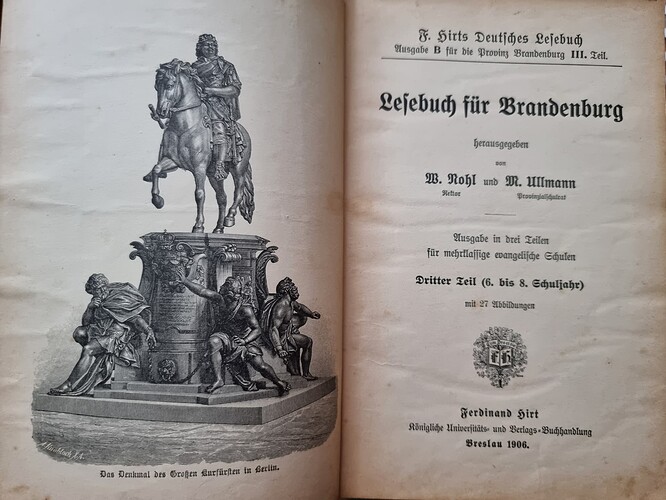 Das Denkmal des Großen Kurfürsten in Berlin.
F. Hirts Deutsches Lesebuch
Ausgabe B für die Provinz Brandenburg III. Teil.
Lesebuch für Brandenburg
herausgegeben
von
W. Nohl und M. Ullmann
Rektor Provinzialschulrat
Ausgabe in drei Teilen
für mehrklassige evangelische Schulen
Dritter Teil (6. bis 8. Schuljahr)
mit 27 Abbildungen
Ferdinand Hirt
Königliche Universitäts- und Verlags-Buchhandlung
Breslau 1906.